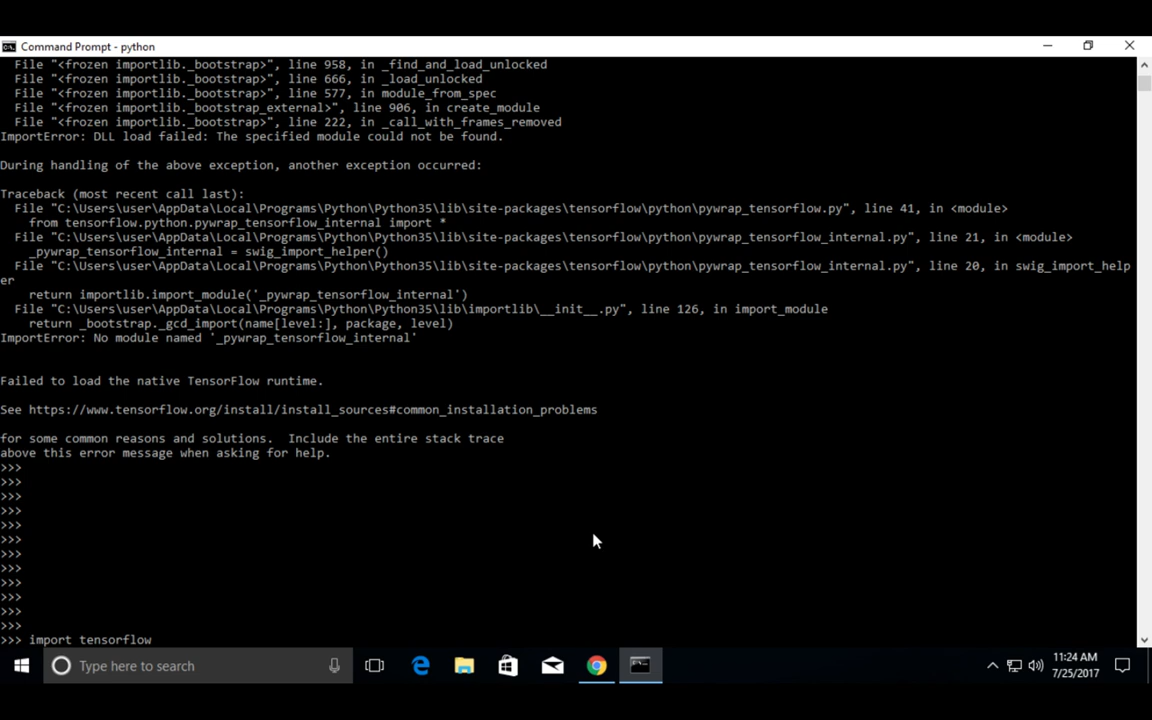 Command Prompt - python
File "<frozen importlib._bootstrap>", line 958, in _find_and_load_unlocked
File "<frozen importlib._bootstrap>", line 666, in _load_unlocked
File "<frozen importlib._bootstrap>", line 577, in module_from_spec
File "<frozen importlib._bootstrap_external>", line 906, in create_module
File "<frozen importlib._bootstrap>", line 222, in _call_with_frames_removed
ImportError: DLL load failed: The specified module could not be found.
During handling of the above exception, another exception occurred:
Traceback (most recent call last):
File "C:\Users\user\AppData\Local\Programs\Python\Python35\lib\site-packages\tensorflow\python\pywrap_tensorflow.py", line 41, in <module>
from tensorflow.python.pywrap_tensorflow_internal import *
File "C:\Users\user\AppData\Local\Programs\Python\Python35\lib\site-packages\tensorflow\python\pywrap_tensorflow_internal.py", line 21, in <module>
_pywrap_tensorflow_internal = swig_import_helper()
File "C:\Users\user\AppData\Local\Programs\Python\Python35\lib\site-packages\tensorflow\python\pywrap_tensorflow_internal.py", line 20, in swig_import_help
er
return importlib.import_module('_pywrap_tensorflow_internal')
File "C:\Users\user\AppData\Local\Programs\Python\Python35\lib\importlib\__init__.py", line 126, in import_module
return _bootstrap._gcd_import(name[level:], package, level)
ImportError: No module named '_pywrap_tensorflow_internal'
Failed to load the native TensorFlow runtime.
See https://www.tensorflow.org/install/install_sources#common_installation_problems
for some common reasons and solutions.  Include the entire stack trace
above this error message when asking for help.
>>>
>>>
>>>
>>>
>>>
>>>
>>>
>>>
>>>
>>>
>>>
>>>
>>> import tensorflow
Type here to search
11:24 AM
7/25/2017